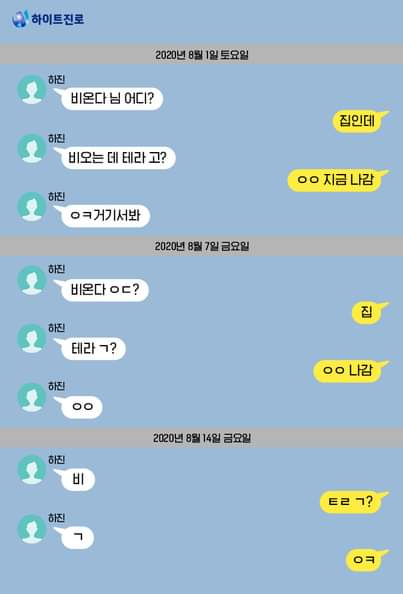 하이트진로
2020년 8월 1일 토요일
하진
비온다 님 어디?
집인데
하진
비오는 데 테라 고?
ㅇㅇ 지금 나감
하진
ㅇㅋ거기서봐
2020년 8월 7일 금요일
하진
비온다 ㅇㄷ?
집
하진
테라 ㄱ?
ㅇㅇ 나감
하진
ㅇㅇ
2020년 8월 14일 금요일
하진
비
ㅌㄹ ㄱ?
하진
ㄱ
ㅇㅋ